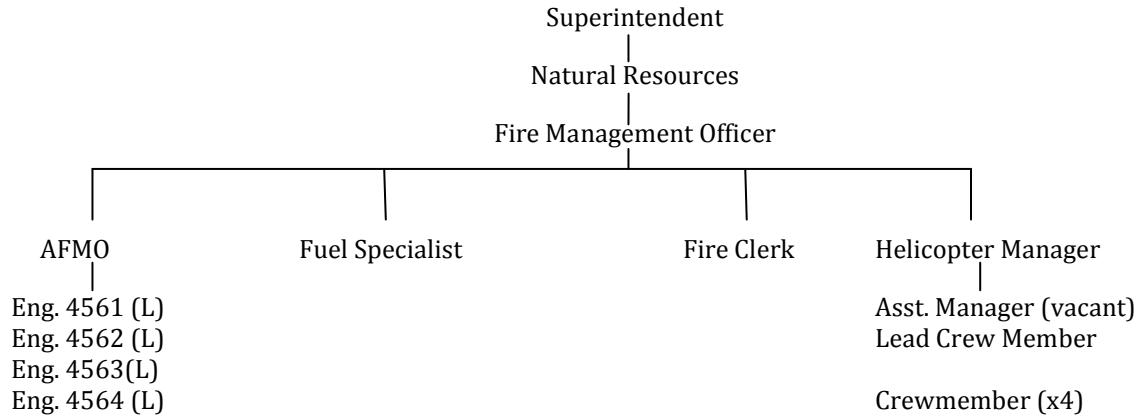 Superintendent
Natural Resources
Fire Management Officer
AFMO
Fuel Specialist
Fire Clerk
Helicopter Manager
Eng. 4561 (L)
Eng. 4562 (L)
Eng. 4563(L)
Eng. 4564 (L)
Asst. Manager (vacant)
Lead Crew Member
Crewmember (x4)